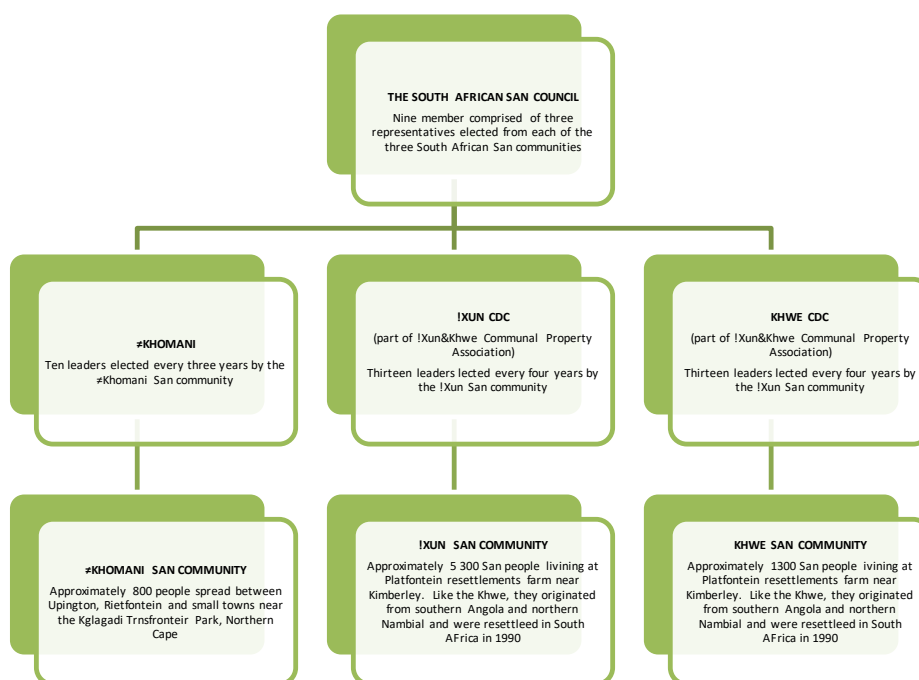 THE SOUTH AFRICAN SAN COUNCIL
Nine member comprised of three
representatives elected from each of the
three South African San communities
≠KHOMANI
Ten leaders elected every three years by the
≠Khomani San community
!XUN CDC
(part of !Xun&Khwe Communal Property
Association)
Thirteen leaders lected every four years by
the !Xun San community
KHWE CDC
(part of !Xun&Khwe Communal Property
Association)
Thirteen leaders lected every four years by
the !Xun San community
≠KHOMANI SAN COMMUNITY
Approximately 800 people spread between
Upington, Rietfontein and small towns near
the Kglagadi Trnsfronteir Park, Northern
Cape
!XUN SAN COMMUNITY
Approximately 5 300 San people livining at
Platfontein resettlements farm near
Kimberley. Like the Khwe, they originated
from southern Angola and northern
Nambial and were resettleed in South
AFrica in 1990
KHWE SAN COMMUNITY
Approximately 1300 San people livining at
Platfontein resettlements farm near
Kimberley. Like the Khwe, they originated
from southern Angola and northern
Nambial and were resettleed in South
AFrica in 1990